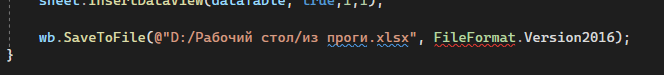 sheet.InsertDataView(dataTable, true,1,1);
wb.SaveToFile(@"D:/Рабочий стол/из проги.xlsx", FileFormat.Version2016);
}